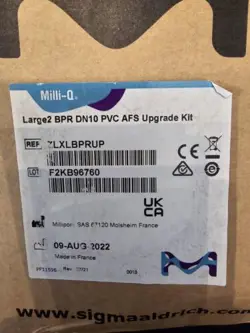 Milli-Q®
Large2 BPR DN10 PVC AFS Upgrade Kit
REF ZLXLBPRUP
LOT F2KB96760
CE
UK
CA
Millipore SAS 67120 Molsheim France
09-AUG-2022
Made in France
M
www.sigmaaldrich.com